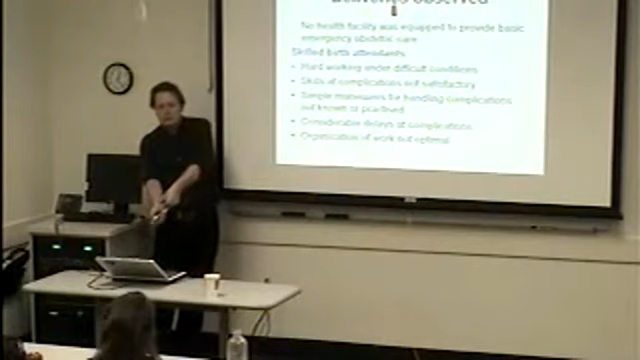 Observed
No health facility was equipped to provide basic
emergency obstetric care
Skilled birth attendants
• Hard working under difficult conditions
• Skills of complications not satisfactory
• Simple maneuvers for handling complications
not known or practised
• Considerable delays at complications
• Organization of work not optimal